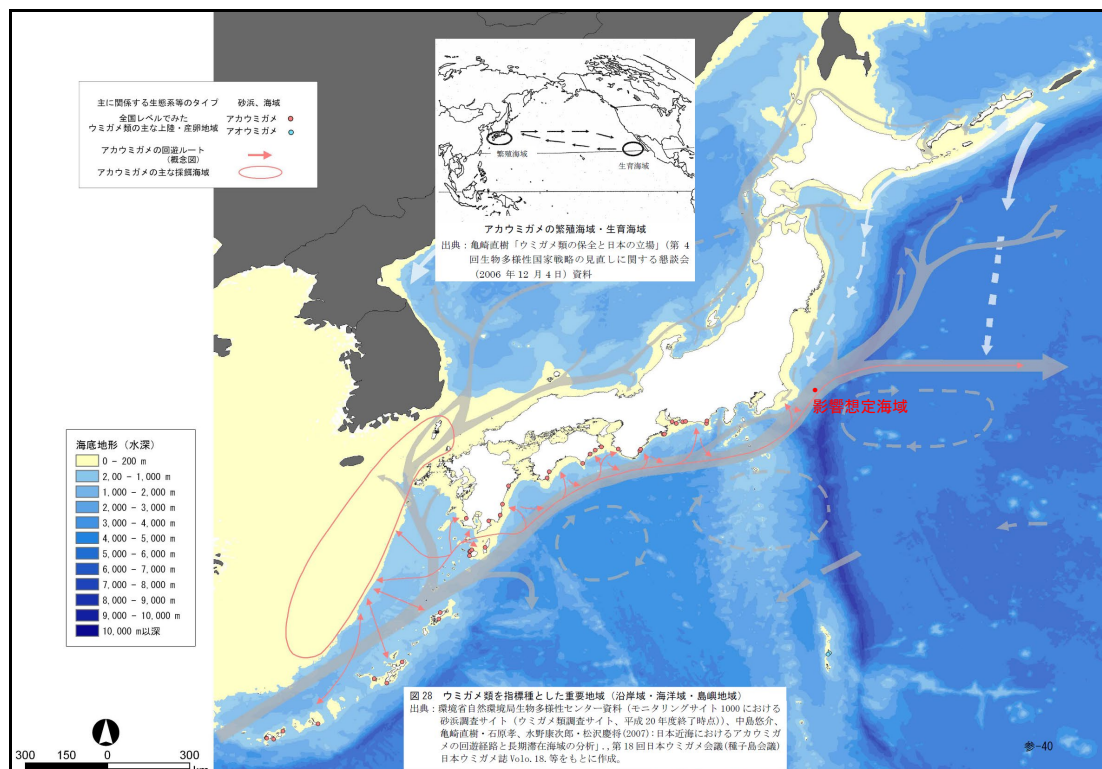 主に関係する生態系等のタイプ 砂浜、海域
全国レベルでみた
ウミガメ類の主な上陸・産卵地域
アカウミガメ
アオウミガメ
アカウミガメの回遊ルート
(概念図)
アカウミガメの主な採餌海域
繁殖海域
生育海域
アカウミガメの繁殖海域・生育海域
出典：亀崎直樹「ウミガメ類の保全と日本の立場」（第 4
回生物多様性国家戦略の見直しに関する懇談会
（2006 年 12 月 4 日）資料
影響想定海域
海底地形（水深）
0 - 200 m
2,00 - 1,000 m
1,000 - 2,000 m
2,000 - 3,000 m
3,000 - 4,000 m
4,000 - 5,000 m
5,000 - 6,000 m
6,000 - 7,000 m
7,000 - 8,000 m
8,000 - 9,000 m
9,000 - 10,000 m
10,000 m以深
300 150 0 300
km
図 28 ウミガメ類を指標種とした重要地域（沿岸域・海洋域・島嶼地域）
出典：環境省自然環境局生物多様性センター資料（モニタリングサイト 1000 における
砂浜調査サイト（ウミガメ類調査サイト、平成 20 年度終了時点））、中島悠介、
亀崎直樹・石原孝、水野康次郎・松沢慶将(2007)：日本近海におけるアカウミガ
メの回遊経路と長期滞在海域の分析」．，第 18 回日本ウミガメ会議(種子島会議)
日本ウミガメ誌 Volo.18. 等をもとに作成。
参-40